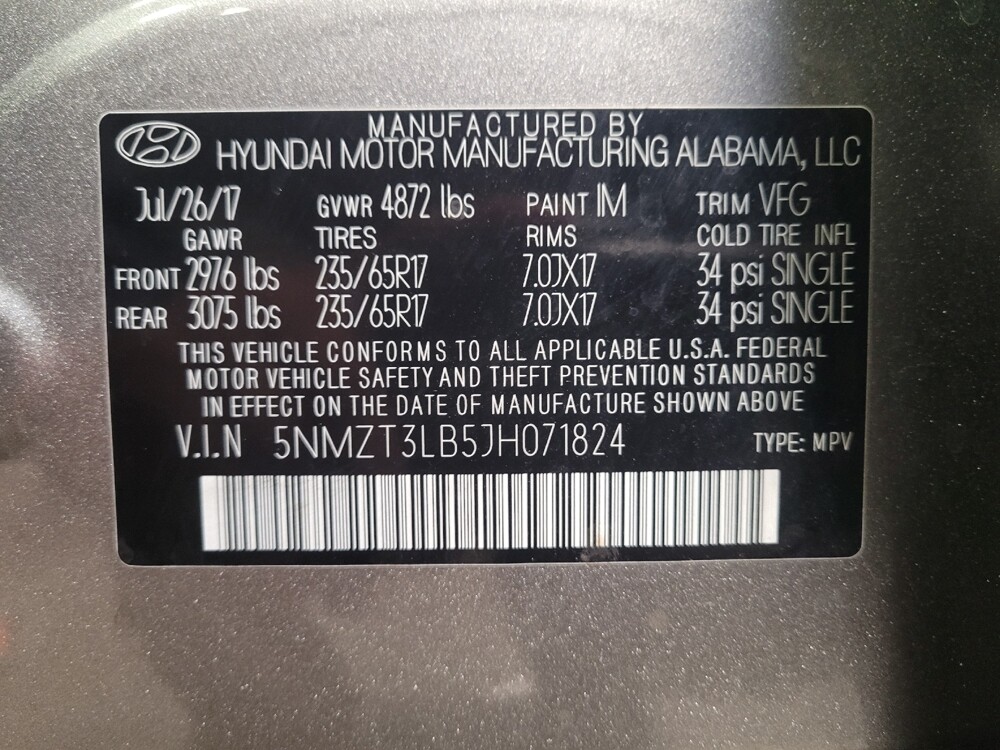 MANUFACTURED BY
HYUNDAI MOTOR MANUFACTURING ALABAMA, LLC
Jul/26/17 GVWR 4872 lbs PAINT IM TRIM VFG
GAWR TIRES RIMS COLD TIRE INFL
FRONT 2976 lbs 235/65R17 7.0JX17 34 psi SINGLE
REAR 3075 lbs 235/65R17 7.0JX17 34 psi SINGLE
THIS VEHICLE CONFORMS TO ALL APPLICABLE U.S.A. FEDERAL
MOTOR VEHICLE SAFETY AND THEFT PREVENTION STANDARDS
IN EFFECT ON THE DATE OF MANUFACTURE SHOWN ABOVE
V.I.N 5NMZT3LB5JH071824 TYPE: MPV